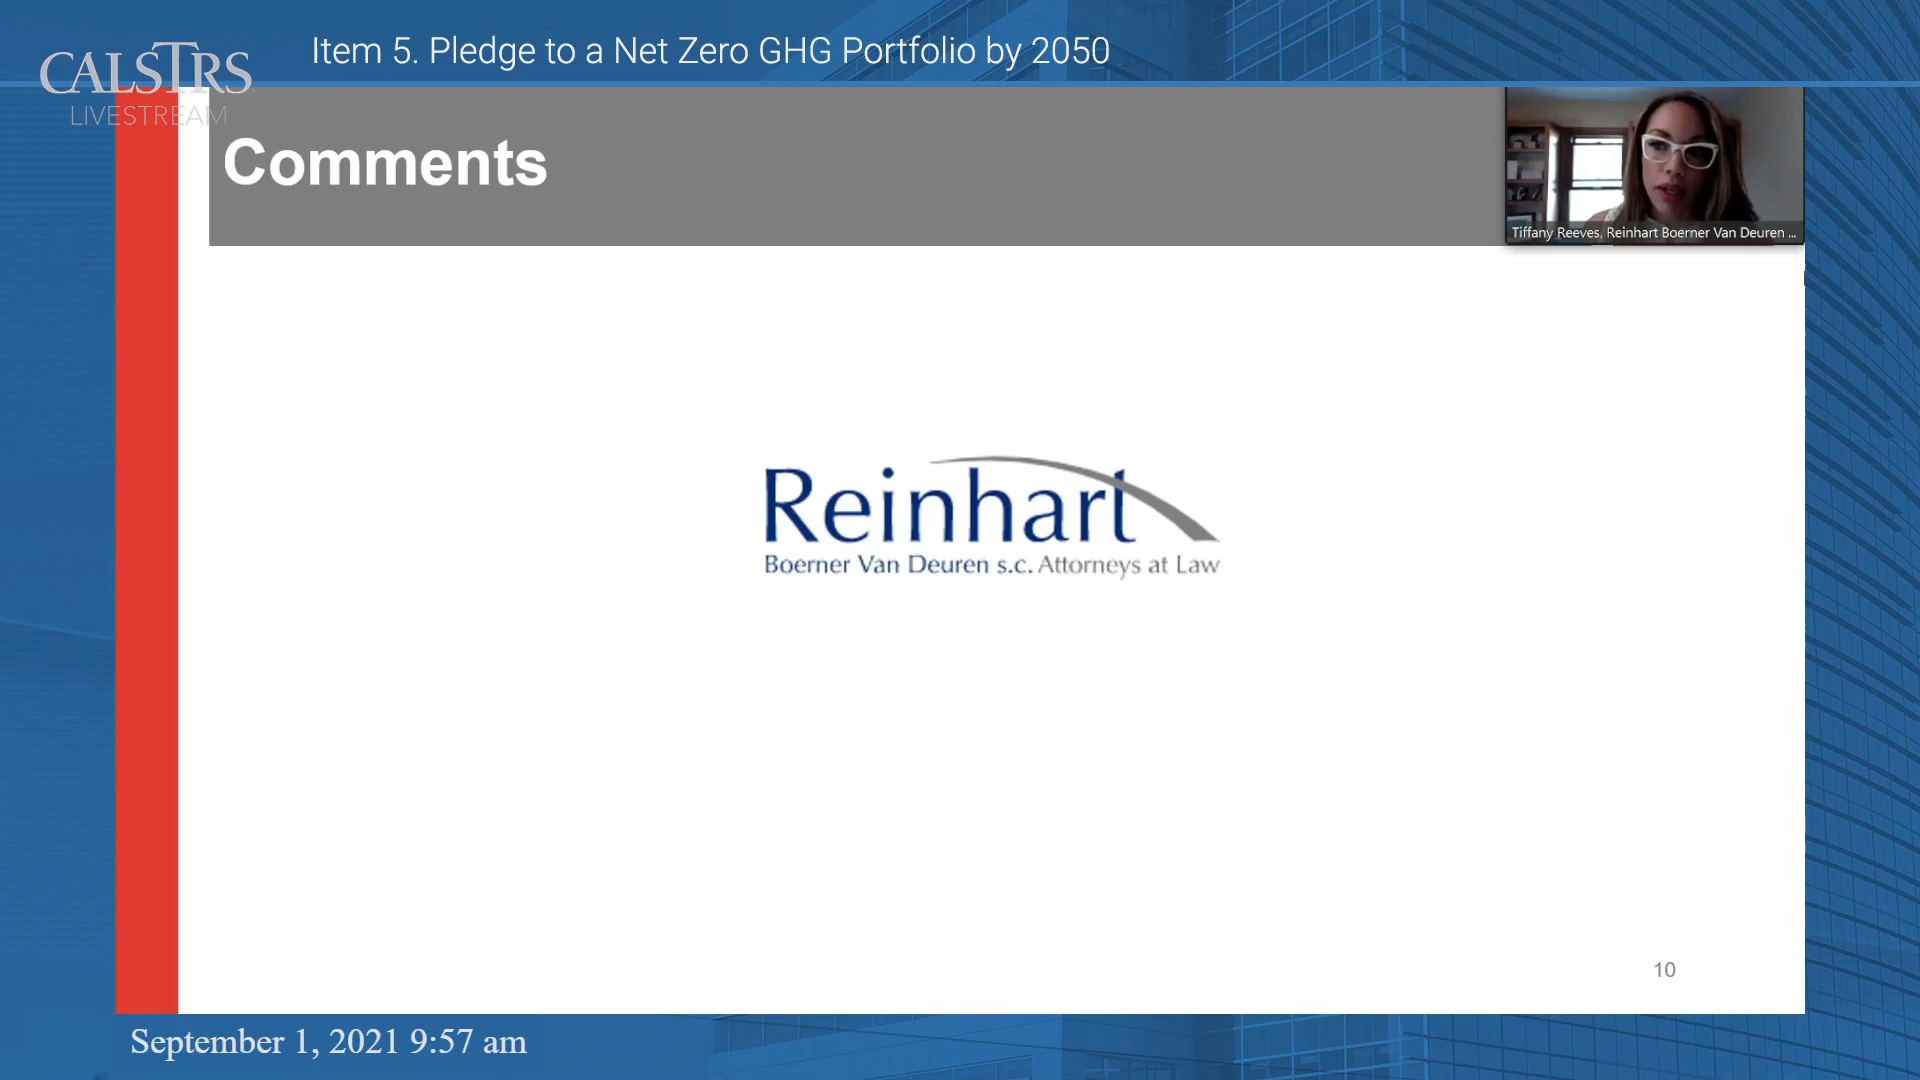 CALSTRS
LIVESTREAM
Item 5. Pledge to a Net Zero GHG Portfolio by 2050
Comments
Tiffany Reeves, Reinhart Boerner Van Deuren ...
Reinhart
Boerner Van Deuren s.c. Attorneys at Law
10
September 1, 2021 9:57 am